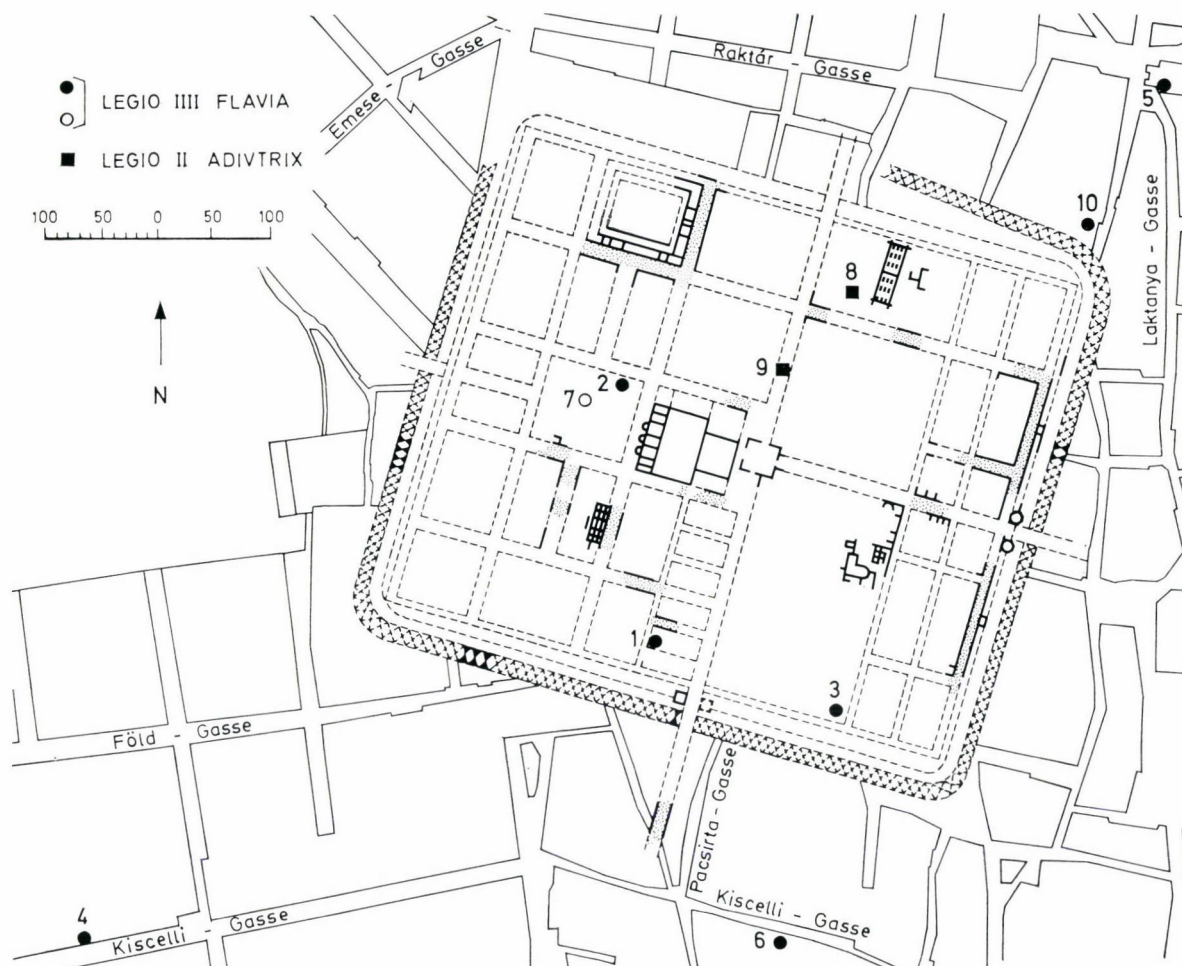 LEGIO IIII FLAVIA
LEGIO II ADIVTRIX
100 50 0 50 100
N
Emese - Gasse
Raktár - Gasse
5
10
Laktanya - Gasse
8
9
2
7
1
3
Föld - Gasse
Pacsirta - Gasse
4
Kiscelli - Gasse
Kiscelli - Gasse
6